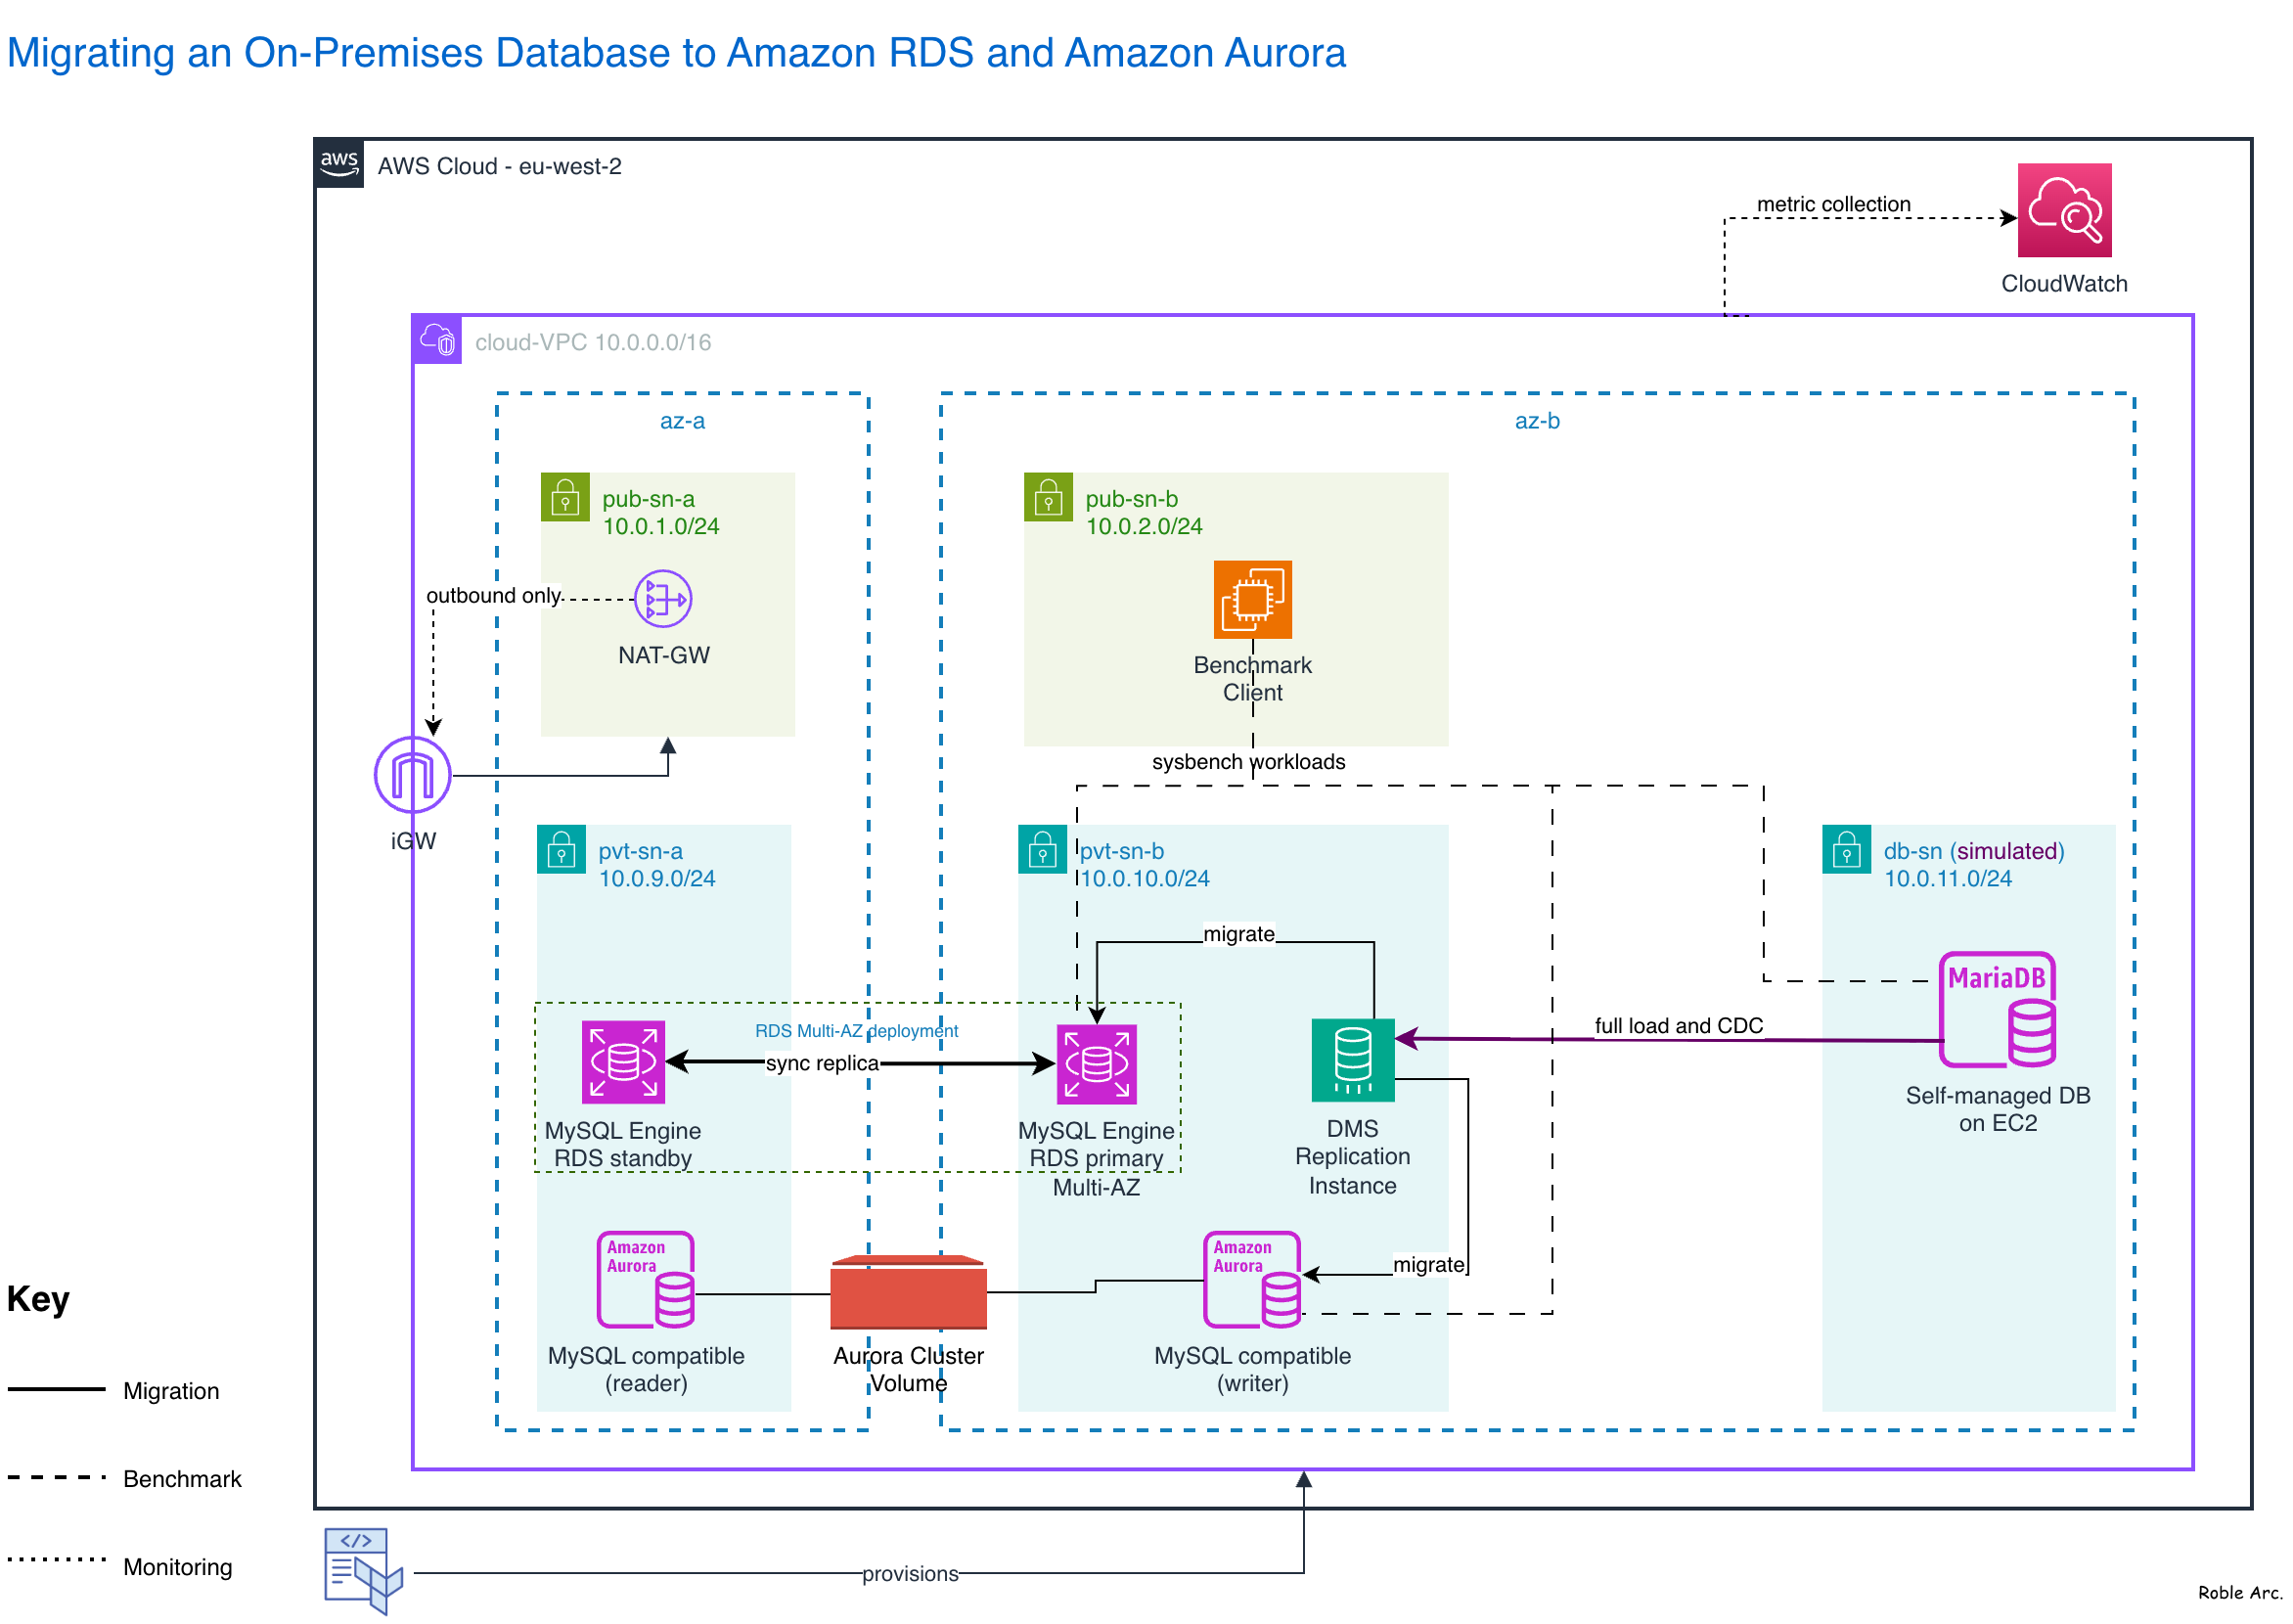 Migrating an On-Premises Database to Amazon RDS and Amazon Aurora
aws
AWS Cloud - eu-west-2
metric collection
CloudWatch
cloud-VPC 10.0.0.0/16
az-a
az-b
pub-sn-a
10.0.1.0/24
pub-sn-b
10.0.2.0/24
outbound only
NAT-GW
Benchmark
Client
sysbench workloads
iGW
pvt-sn-a
10.0.9.0/24
pvt-sn-b
10.0.10.0/24
db-sn (simulated)
10.0.11.0/24
migrate
MariaDB
RDS Multi-AZ deployment
sync replica
full load and CDC
MySQL Engine
RDS standby
MySQL Engine
RDS primary
Multi-AZ
DMS
Replication
Instance
Self-managed DB
on EC2
Amazon
Aurora
Amazon
Aurora
migrate
MySQL compatible
(reader)
Aurora Cluster
Volume
MySQL compatible
(writer)
Key
Migration
Benchmark
Monitoring
</>
provisions
Roble Arc.